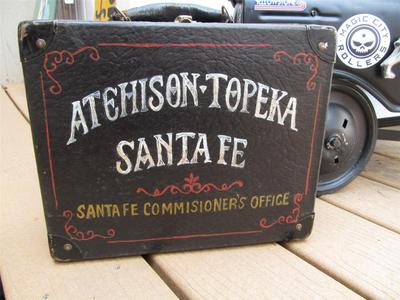 ATCHISON·TOPEKA
SANTA FE
SANTA FE COMMISIONER'S OFFICE
MAGIC CITY
ROLLERS